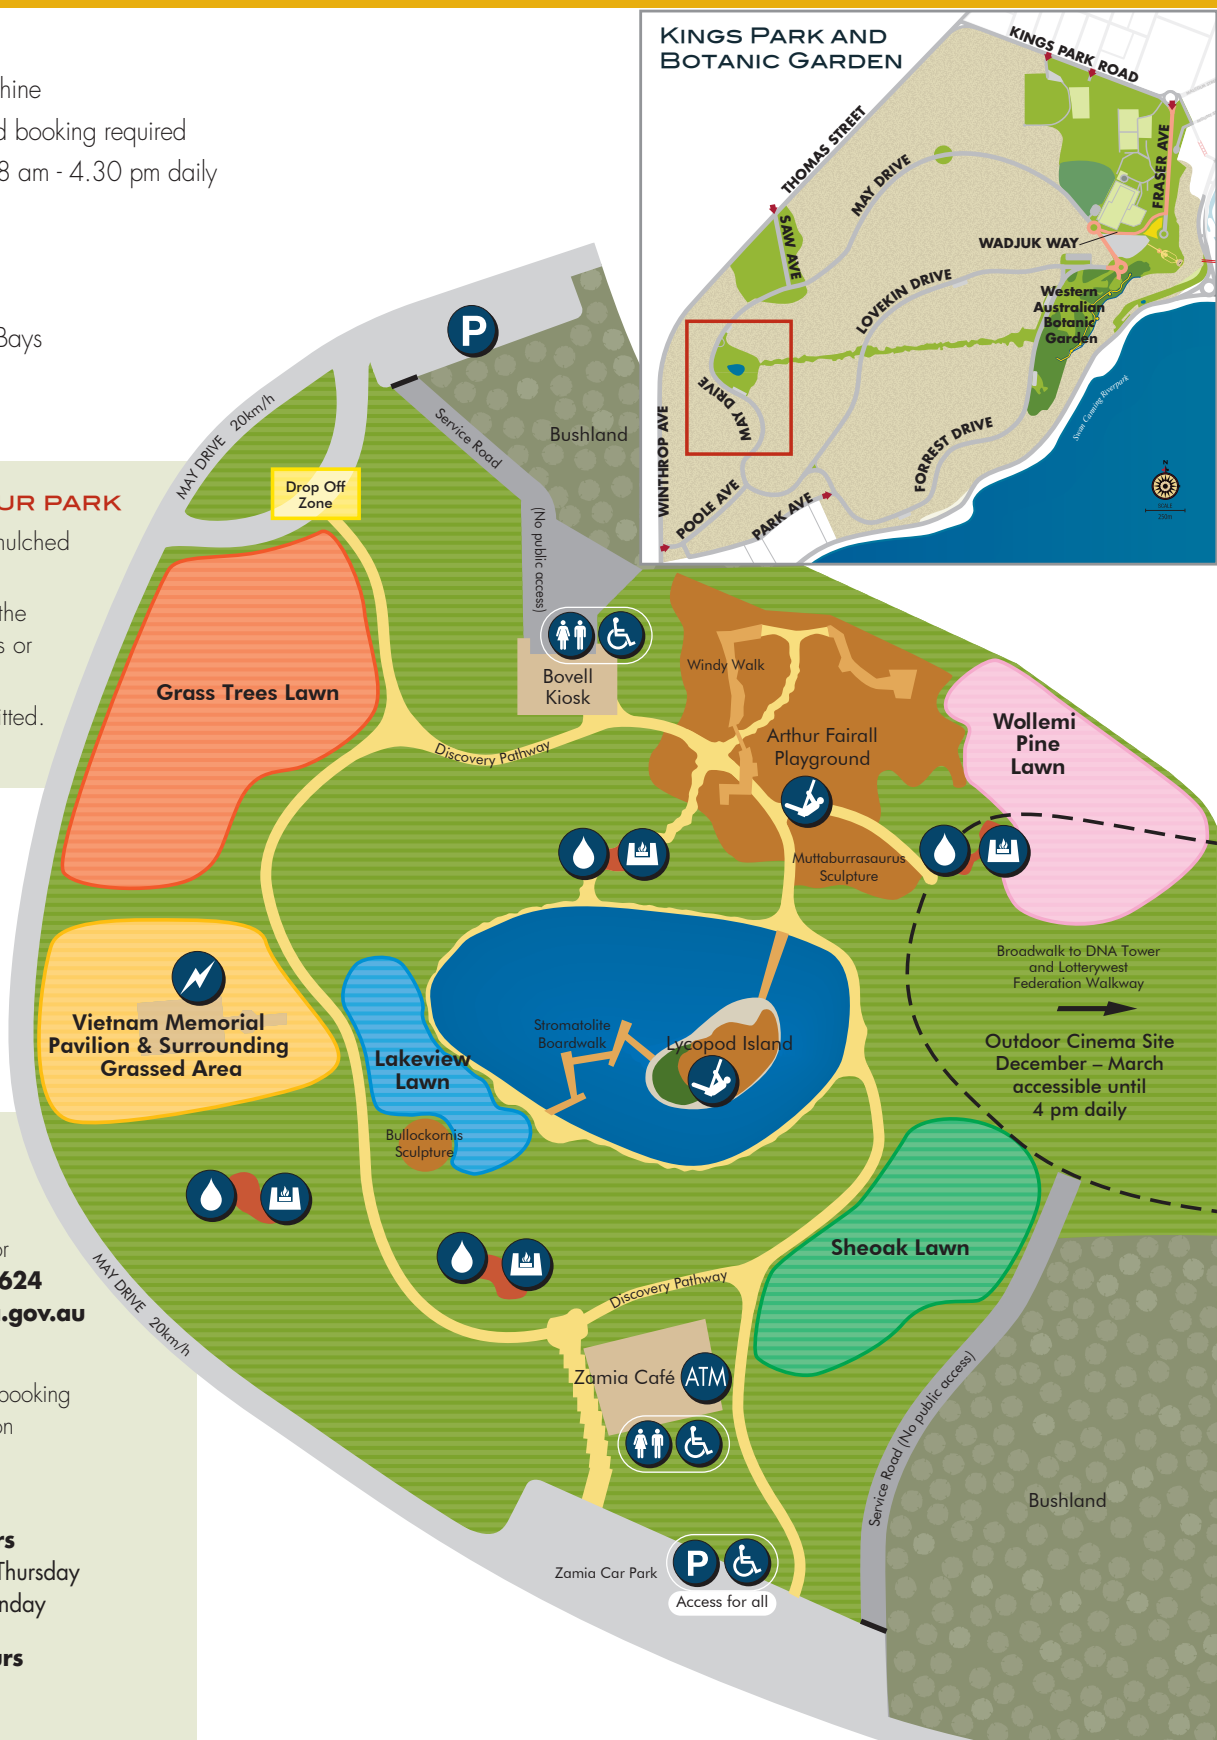 hine
d booking required
8 am - 4.30 pm daily
Bays
UR PARK
nulched
the
s or
itted.
or
624
.gov.au
booking
on
rs
Thursday
nday
urs
KINGS PARK AND
BOTANIC GARDEN
KINGS PARK ROAD
THOMAS STREET
MAY DRIVE
FRASER AVE
SAW AVE
WADJUK WAY
LOVEKIN DRIVE
Western
Australian
Botanic
Garden
MAY DRIVE
MAY DRIVE
WINTHROP AVE
FORREST DRIVE
POOLE AVE
PARK AVE
Swan Canning Riverpark
N
SCALE
250m
P
MAY DRIVE 20km/h
Service Road
(No public access)
Bushland
Drop Off
Zone
Grass Trees Lawn
Bovell
Kiosk
Windy Walk
Arthur Fairall
Playground
Wollemi
Pine
Lawn
Discovery Pathway
Muttaburrasaurus
Sculpture
Broadwalk to DNA Tower
and Lotterywest
Federation Walkway
Outdoor Cinema Site
December – March
accessible until
4 pm daily
Vietnam Memorial
Pavilion & Surrounding
Grassed Area
Lakeview
Lawn
Stromatolite
Boardwalk
Lycopod Island
Bullockornis
Sculpture
Sheoak Lawn
MAY DRIVE 20km/h
Discovery Pathway
Zamia Café
ATM
Service Road (No public access)
Bushland
Zamia Car Park
P
Access for all